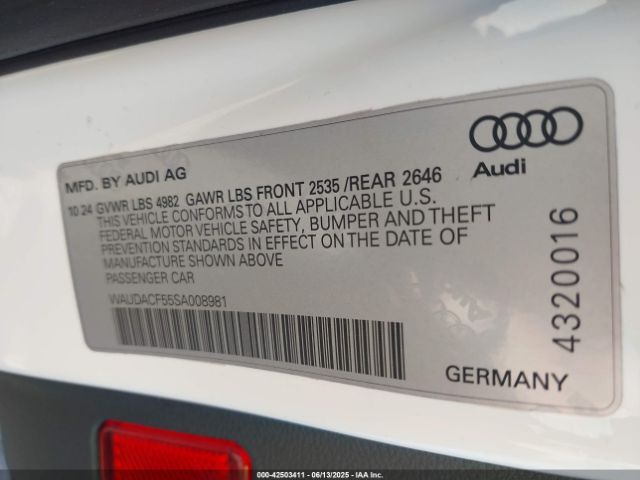 MFD. BY AUDI AG
Audi
10 24 GVWR LBS 4982 GAWR LBS FRONT 2535 /REAR 2646
THIS VEHICLE CONFORMS TO ALL APPLICABLE U.S.
FEDERAL MOTOR VEHICLE SAFETY, BUMPER AND THEFT
PREVENTION STANDARDS IN EFFECT ON THE DATE OF
MANUFACTURE SHOWN ABOVE
PASSENGER CAR
WAUDACF55SA008981
4320016
GERMANY
000-42503411 - 06/13/2025 - IAAI.com